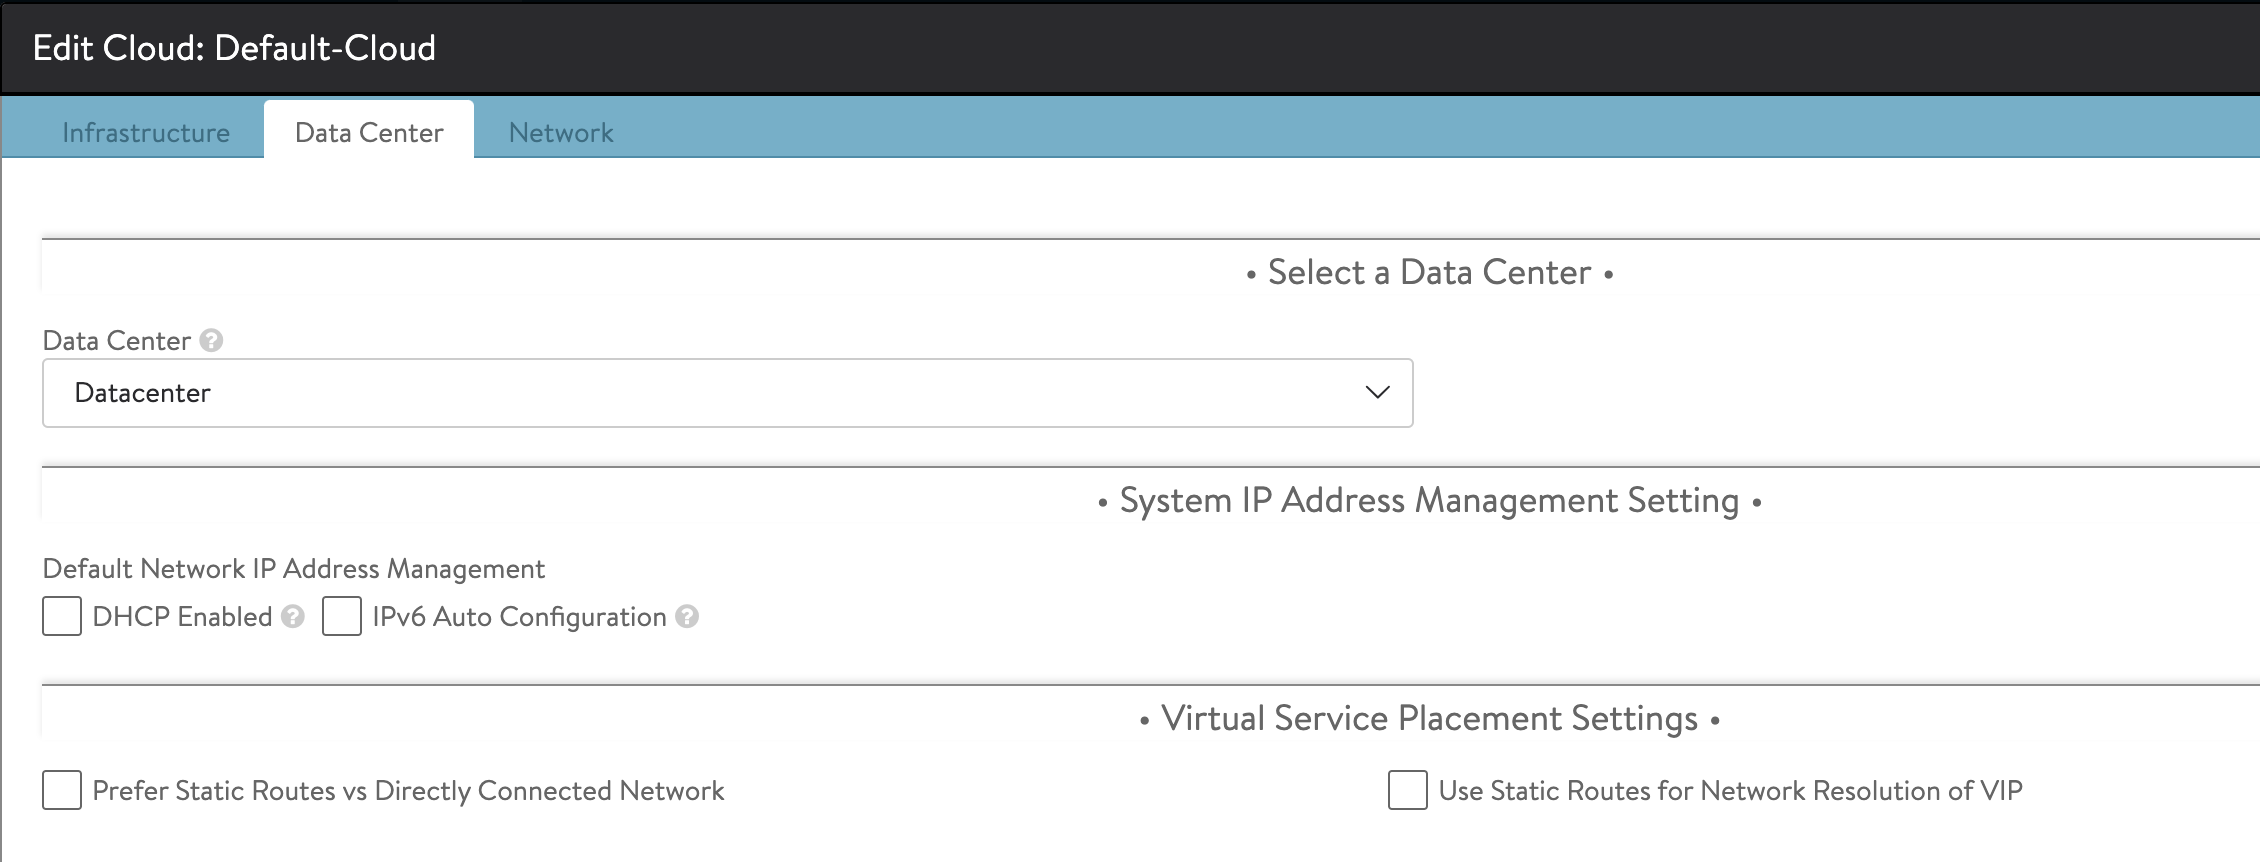 Edit Cloud: Default-Cloud
Infrastructure Data Center Network
• Select a Data Center •
Data Center ?
Datacenter
• System IP Address Management Setting •
Default Network IP Address Management
DHCP Enabled ? IPv6 Auto Configuration ?
• Virtual Service Placement Settings •
Prefer Static Routes vs Directly Connected Network Use Static Routes for Network Resolution of VIP